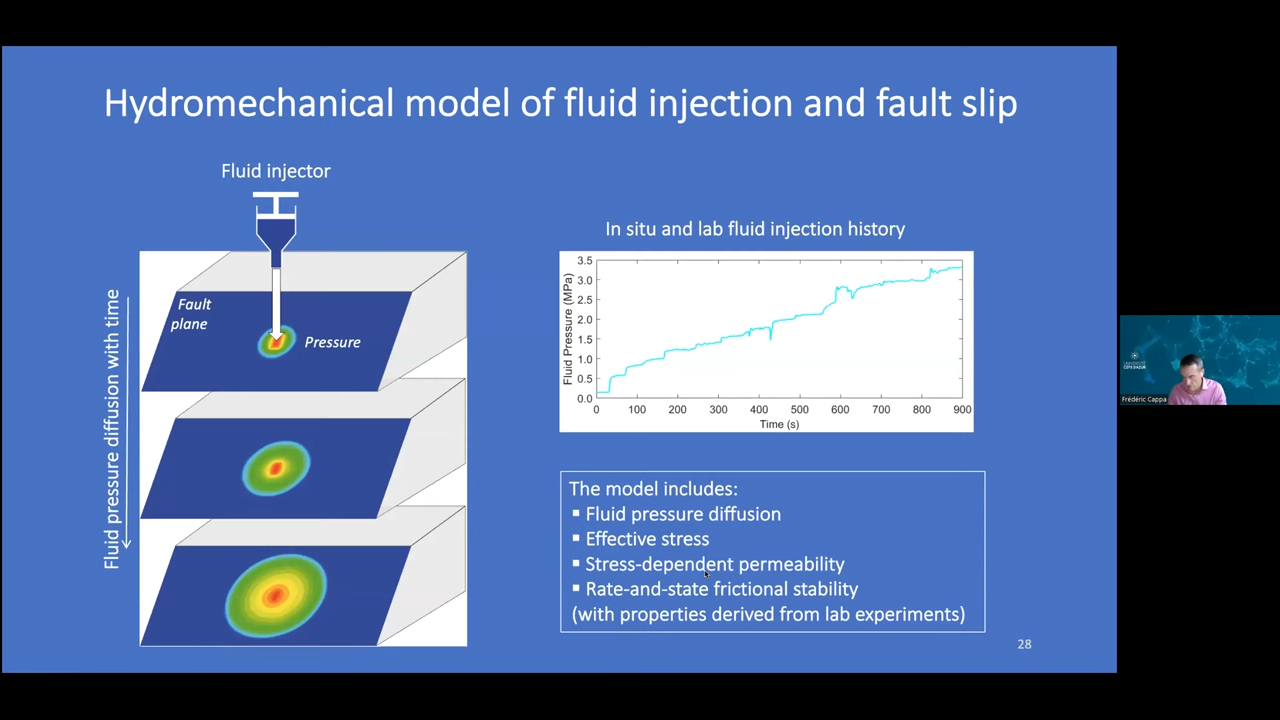 Hydromechanical model of fluid injection and fault slip
Fluid injector
Fluid pressure diffusion with time
Fault
plane
Pressure
In situ and lab fluid injection history
Fluid Pressure (MPa)
3.5
3.0
2.5
2.0
1.5
1.0
0.5
0.0
0 100 200 300 400 500 600 700 800 900
Time (s)
The model includes:
▪ Fluid pressure diffusion
▪ Effective stress
▪ Stress-dependent permeability
▪ Rate-and-state frictional stability
(with properties derived from lab experiments)
28
UNIVERSITÉ
CÔTE D'AZUR
Frédéric Cappa